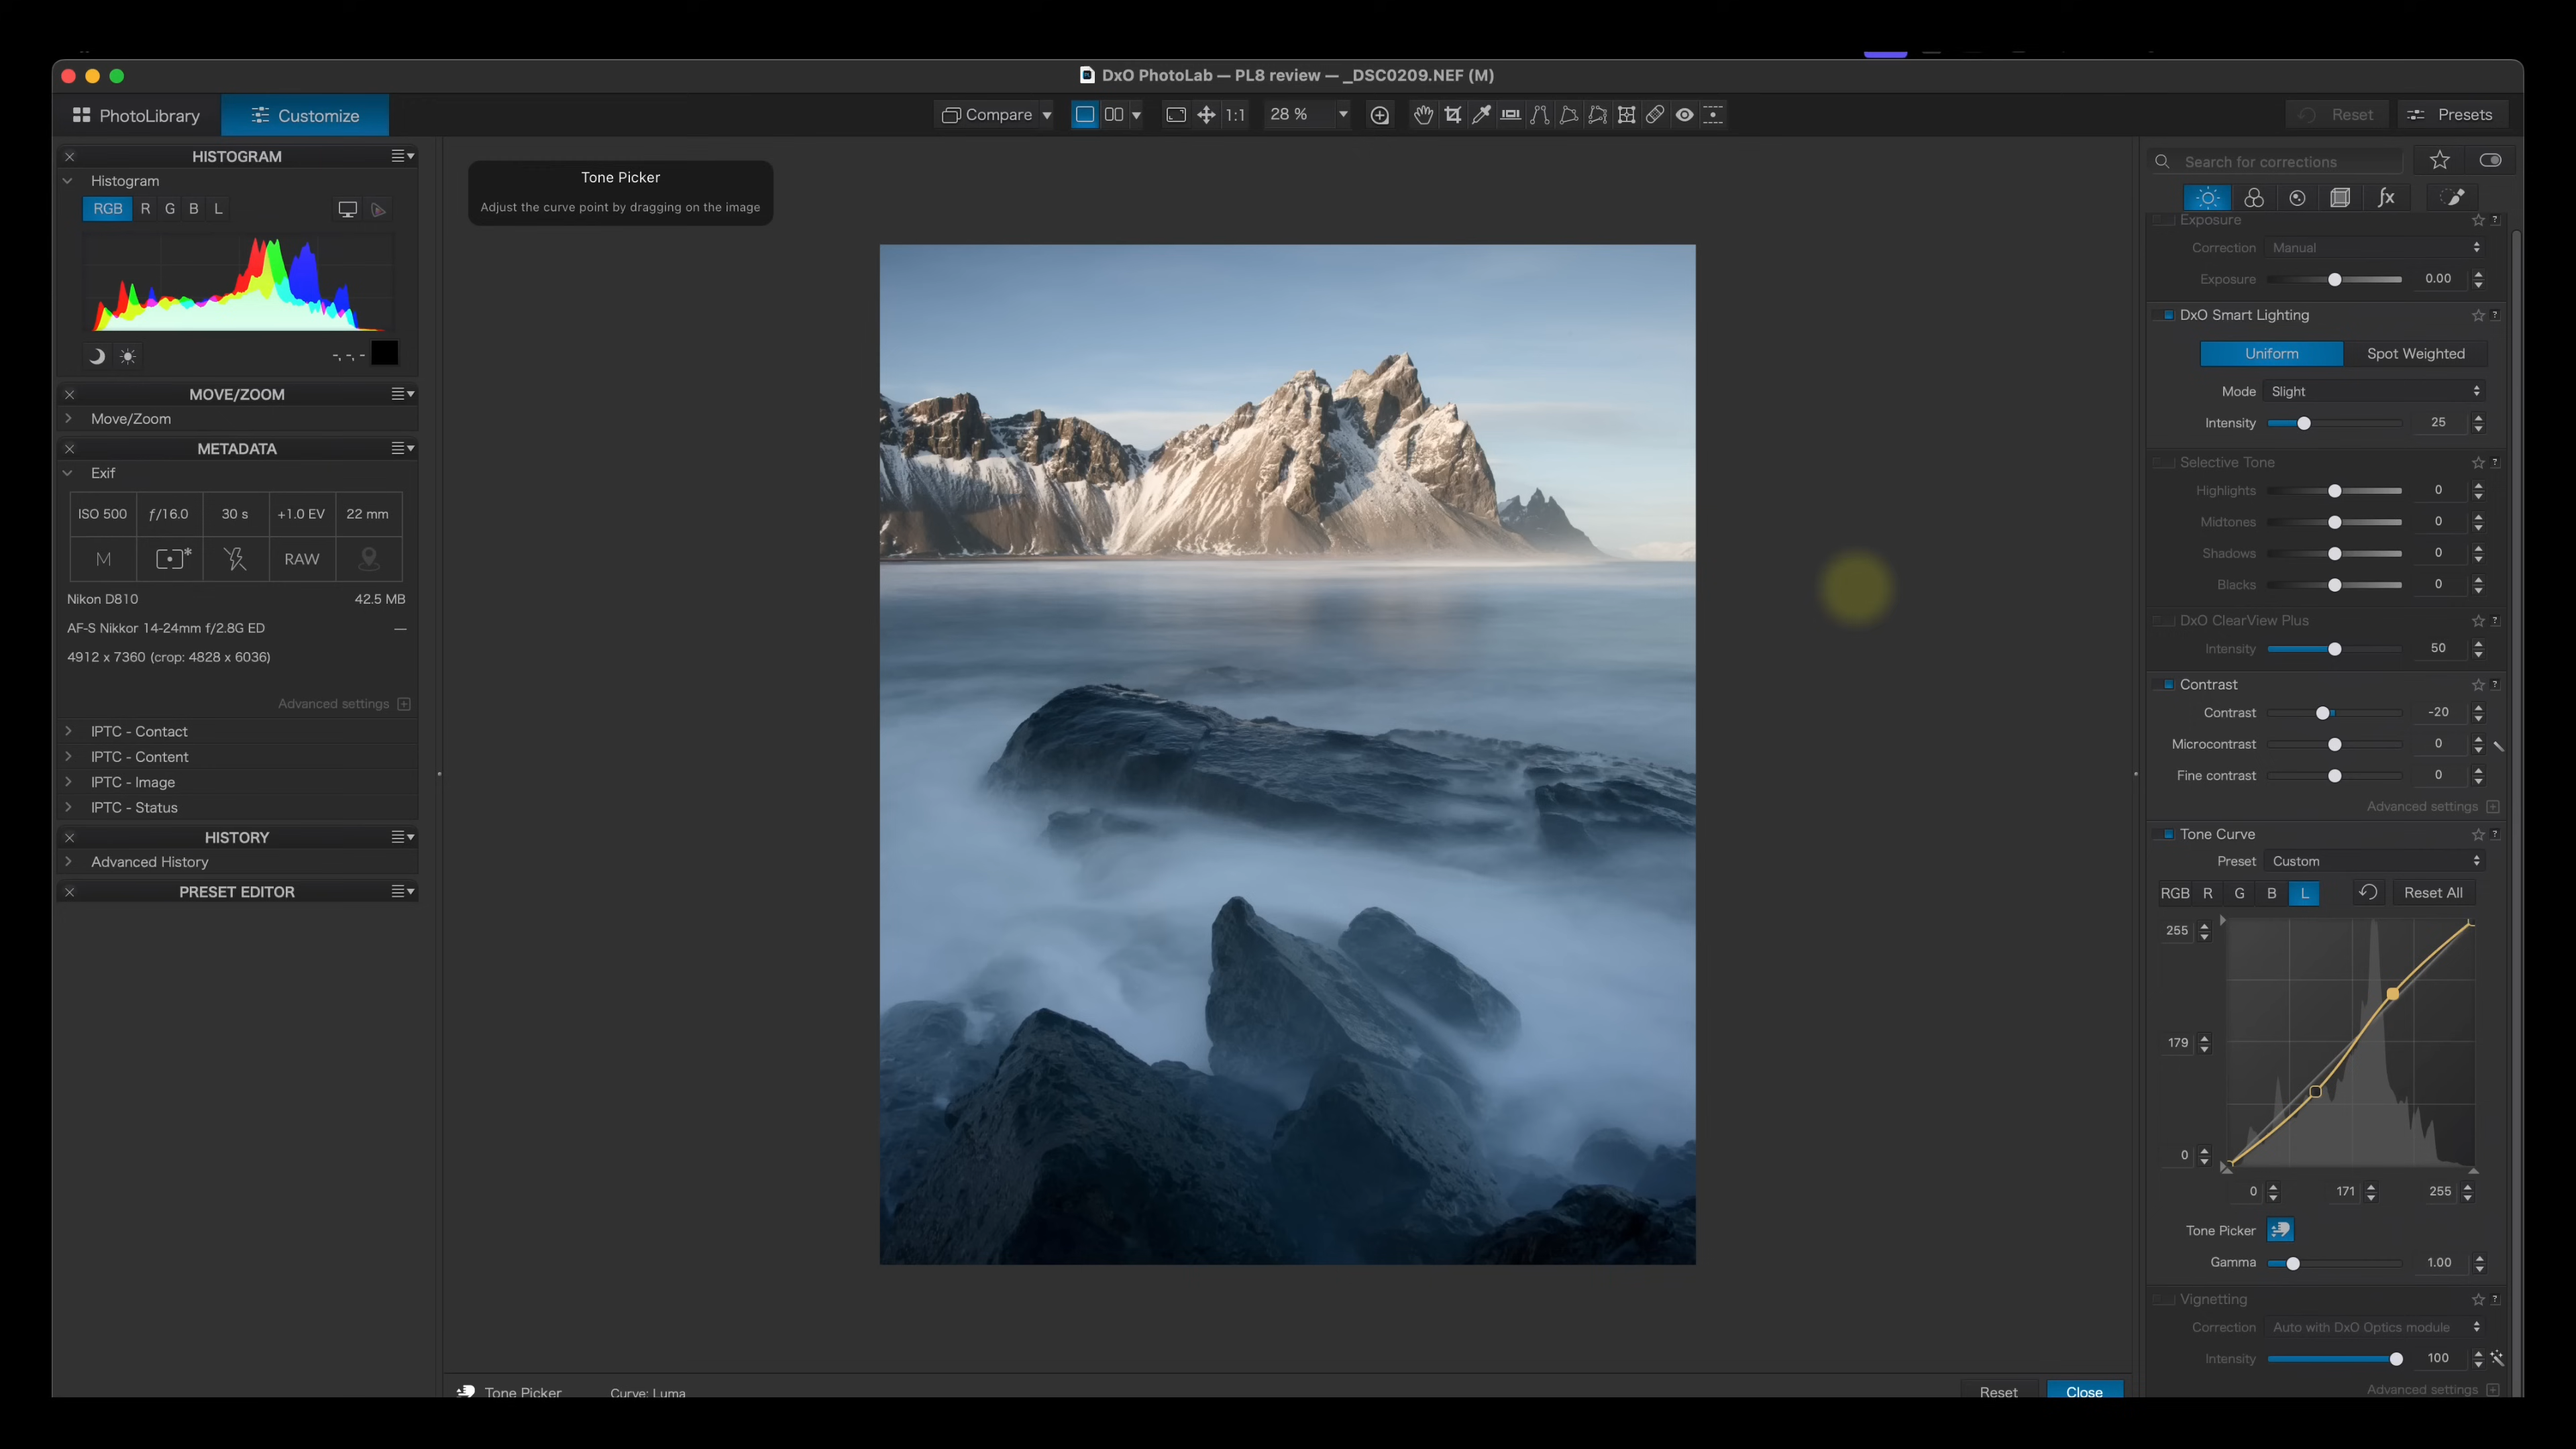 DxO PhotoLab — PL8 review — _DSC0209.NEF (M)
PhotoLibrary
Customize
Compare
1:1
28 %
Reset
Presets
HISTOGRAM
Histogram
RGB R G B L
-, -, -
MOVE/ZOOM
Move/Zoom
METADATA
Exif
ISO 500 ƒ/16.0 30 s +1.0 EV 22 mm
M RAW
Nikon D810 42.5 MB
AF-S Nikkor 14-24mm f/2.8G ED —
4912 x 7360 (crop: 4828 x 6036)
Advanced settings
IPTC - Contact
IPTC - Content
IPTC - Image
IPTC - Status
HISTORY
Advanced History
PRESET EDITOR
Tone Picker
Adjust the curve point by dragging on the image
Tone Picker Curve: Luma
Reset Close
Search for corrections
fx
Exposure ?
Correction Manual
Exposure 0.00
DxO Smart Lighting ?
Uniform Spot Weighted
Mode Slight
Intensity 25
Selective Tone ?
Highlights 0
Midtones 0
Shadows 0
Blacks 0
DxO ClearView Plus ?
Intensity 50
Contrast ?
Contrast -20
Microcontrast 0
Fine contrast 0
Advanced settings
Tone Curve ?
Preset Custom
RGB R G B L Reset All
255
179
0
0 171 255
Tone Picker
Gamma 1.00
Vignetting ?
Correction Auto with DxO Optics module
Intensity 100
Advanced settings